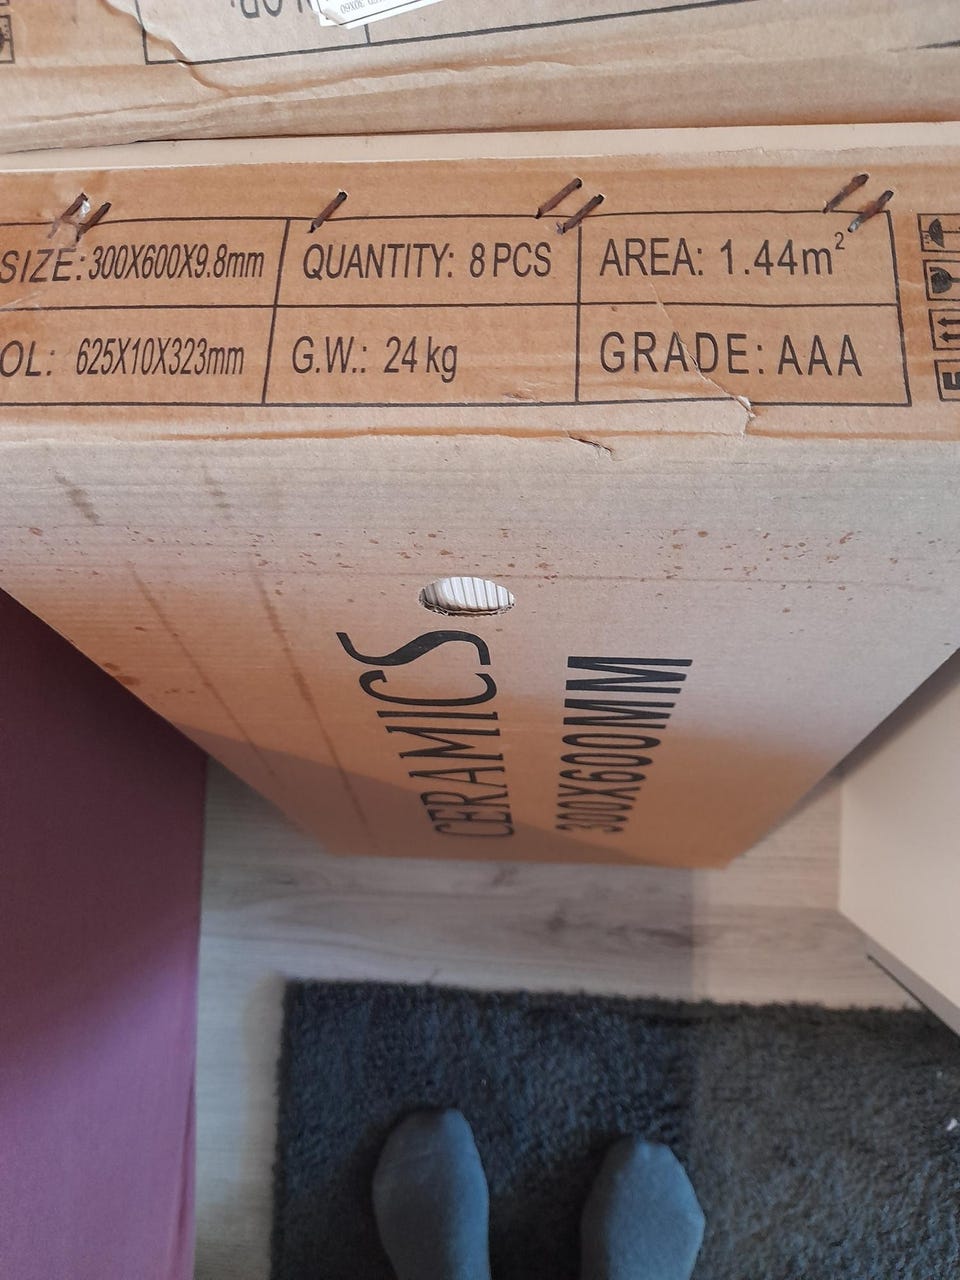 SIZE: 300X600X9.8mm QUANTITY: 8 PCS AREA: 1.44m²
OL: 625X10X323mm G.W.: 24 kg GRADE: AAA
CERAMICS
300X600MM